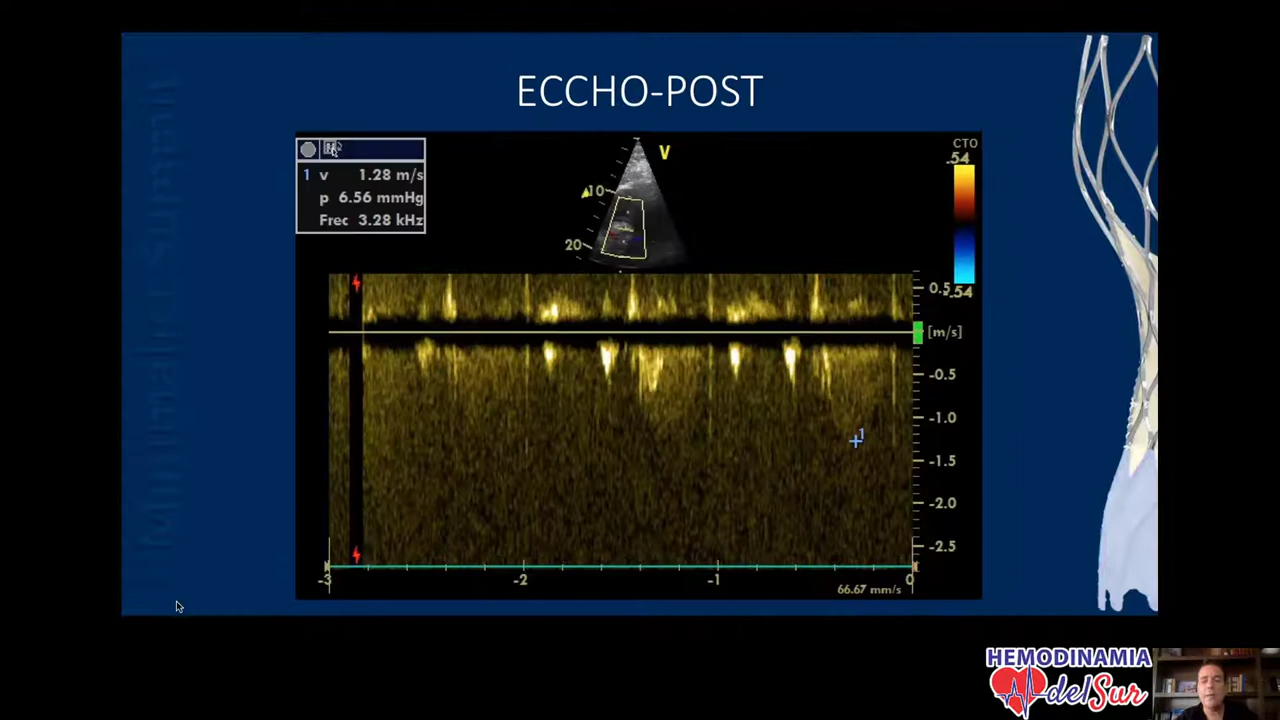 ECCHO-POST
1 v 1.28 m/s
p 6.56 mmHg
Frec 3.28 kHz
V
10
20
СTO
.54
.54
0.5
[m/s]
-0.5
-1.0
-1.5
-2.0
-2.5
1
-3
-2
-1
0
66.67 mm/s
HEMODINAMIA
del Sur